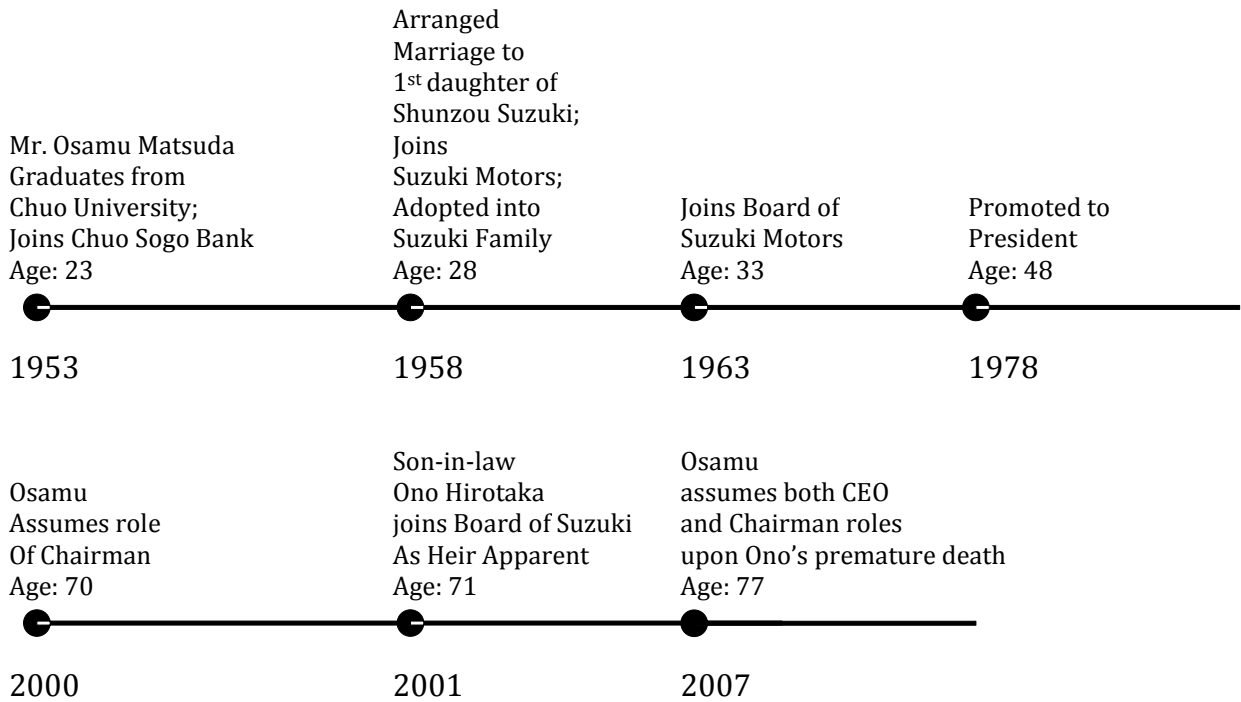 Mr. Osamu Matsuda
Graduates from
Chuo University;
Joins Chuo Sogo Bank
Age: 23
Arranged
Marriage to
1st daughter of
Shunzou Suzuki;
Joins
Suzuki Motors;
Adopted into
Suzuki Family
Age: 28
Joins Board of
Suzuki Motors
Age: 33
Promoted to
President
Age: 48
1953
1958
1963
1978
Osamu
Assumes role
Of Chairman
Age: 70
Son-in-law
Ono Hirotaka
joins Board of Suzuki
As Heir Apparent
Age: 71
Osamu
assumes both CEO
and Chairman roles
upon Ono’s premature death
Age: 77
2000
2001
2007